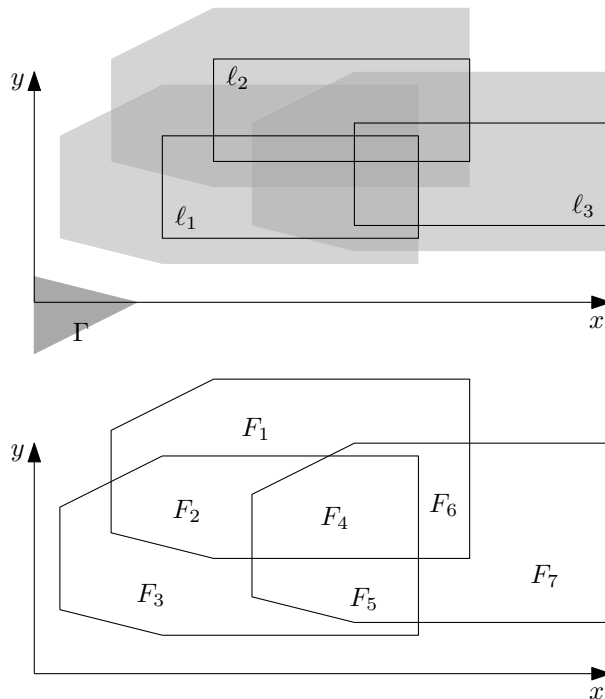 y
ℓ₂
ℓ₁
ℓ₃
Γ
x
y
F₁
F₂
F₄
F₆
F₃
F₅
F₇
x